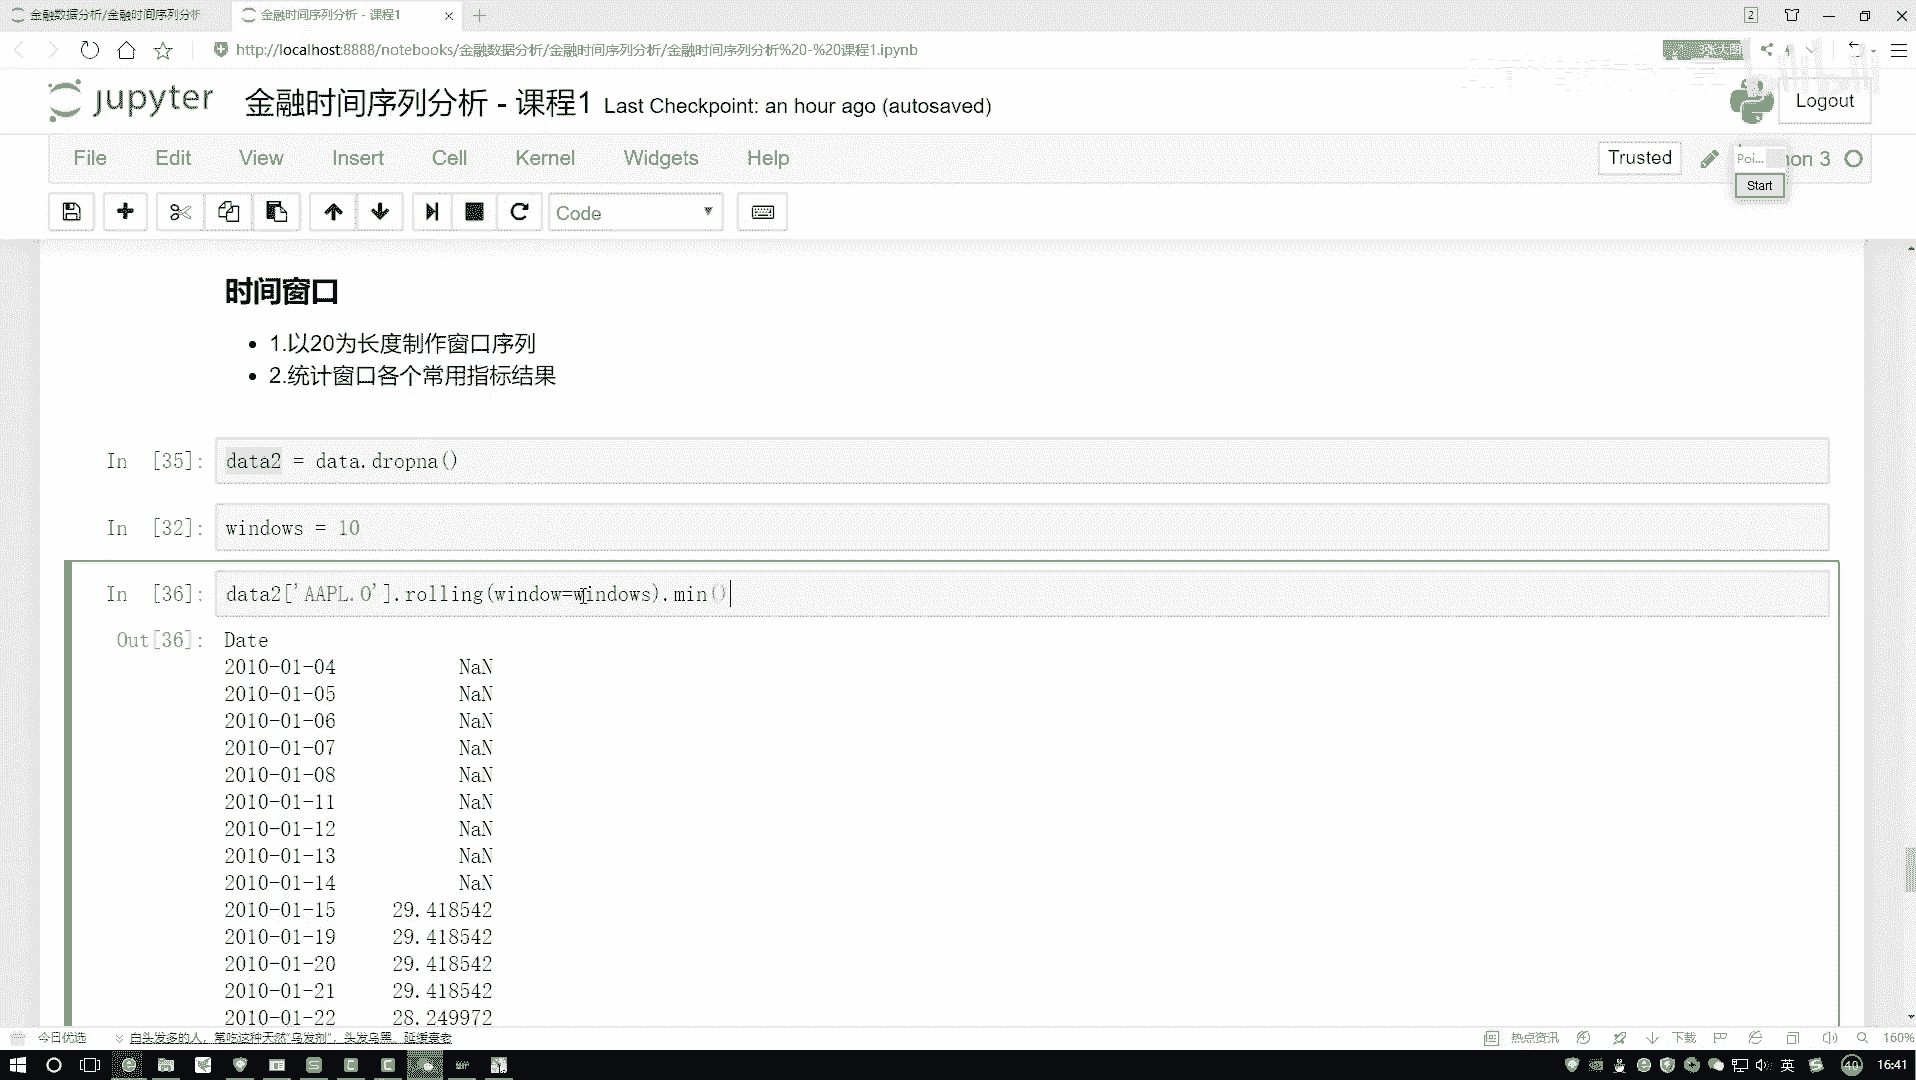 金融数据分析/金融时间序列分析
金融时间序列分析 - 课程1
2
http://localhost:8888/notebooks/金融数据分析/金融时间序列分析/金融时间序列分析%20-%20课程1.ipynb
jupyter 金融时间序列分析 - 课程1 Last Checkpoint: an hour ago (autosaved)
Logout
File Edit View Insert Cell Kernel Widgets Help
Trusted
Poi...
on 3
Start
Code
时间窗口
1.以20为长度制作窗口序列
2.统计窗口各个常用指标结果
In [35]: data2 = data.dropna()
In [32]: windows = 10
In [36]: data2['AAPL.O'].rolling(window=windows).min()
Out[36]: Date
2010-01-04 NaN
2010-01-05 NaN
2010-01-06 NaN
2010-01-07 NaN
2010-01-08 NaN
2010-01-11 NaN
2010-01-12 NaN
2010-01-13 NaN
2010-01-14 NaN
2010-01-15 29.418542
2010-01-19 29.418542
2010-01-20 29.418542
2010-01-21 29.418542
2010-01-22 28.249972
今日优选 白头发多的人，常吃这种天然"乌发剂"，头发乌黑、延缓衰老
热点资讯 下载 160%
英 40 16:41